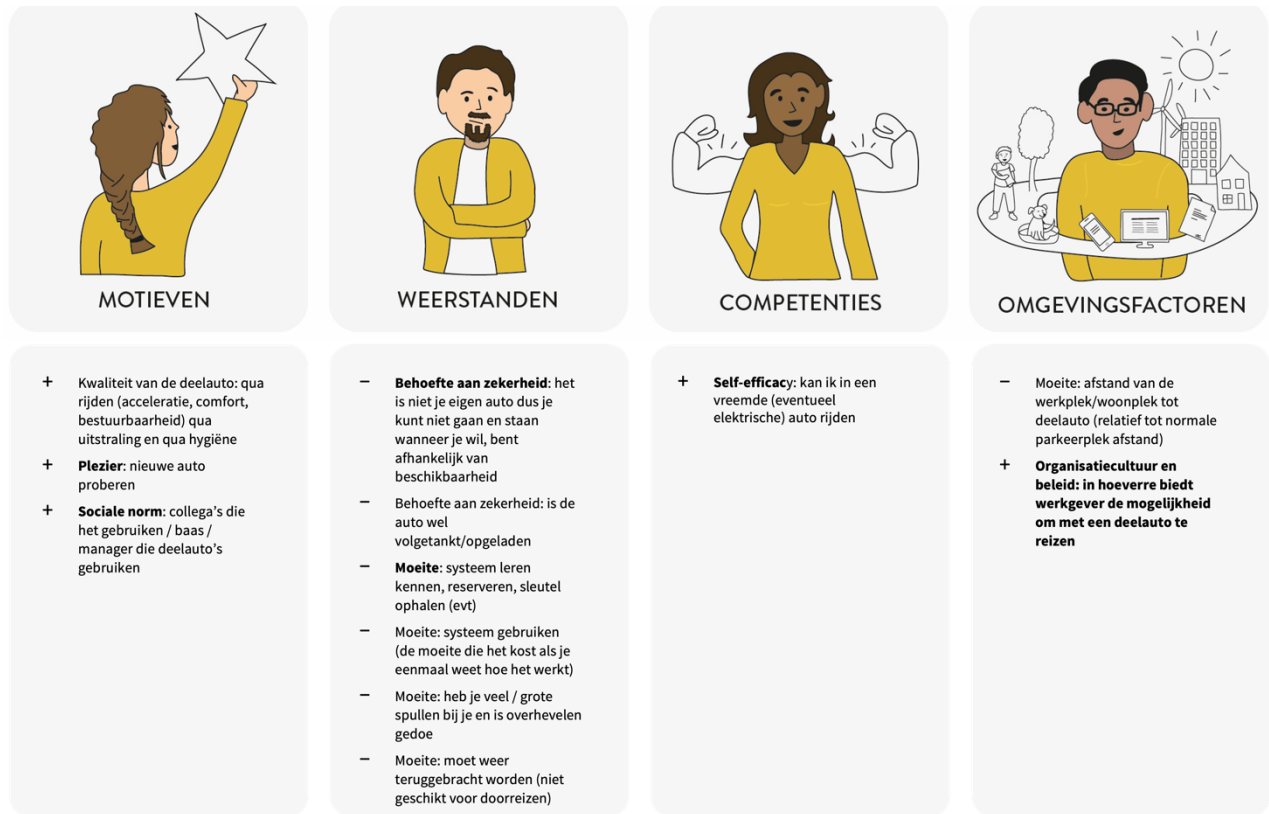 MOTIEVEN
+ Kwaliteit van de deelauto: qua
rijden (acceleratie, comfort,
bestuurbaarheid) qua
uitstraling en qua hygiëne
+ Plezier: nieuwe auto
proberen
+ Sociale norm: collega’s die
het gebruiken / baas /
manager die deelauto’s
gebruiken
WEERSTANDEN
– Behoefte aan zekerheid: het
is niet je eigen auto dus je
kunt niet gaan en staan
wanneer je wil, bent
afhankelijk van
beschikbaarheid
– Behoefte aan zekerheid: is de
auto wel
volgetankt/opgeladen
– Moeite: systeem leren
kennen, reserveren, sleutel
ophalen (evt)
– Moeite: systeem gebruiken
(de moeite die het kost als je
eenmaal weet hoe het werkt)
– Moeite: heb je veel / grote
spullen bij je en is overhevelen
gedoe
– Moeite: moet weer
teruggebracht worden (niet
geschikt voor doorreizen)
COMPETENTIES
+ Self-efficacy: kan ik in een
vreemde (eventueel
elektrische) auto rijden
OMGEVINGSFACTOREN
– Moeite: afstand van de
werkplek/woonplek tot
deelauto (relatief tot normale
parkeerplek afstand)
+ Organisatiecultuur en
beleid: in hoeverre biedt
werkgever de mogelijkheid
om met een deelauto te
reizen